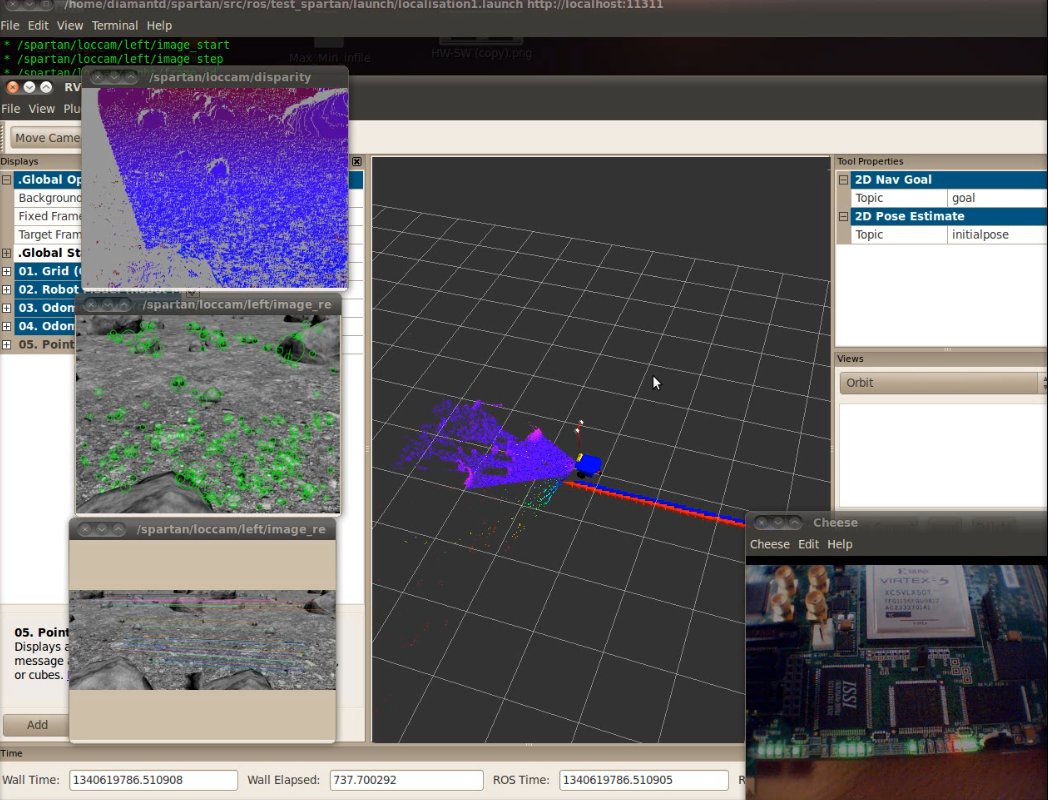 /home/diamantd/spartan/src/ros/test_spartan/launch/localisation1.launch http://localhost:11311
File Edit View Terminal Help
* /spartan/loccam/left/image_start
* /spartan/loccam/left/image_step
Max_Min_infile
HW-SW (copy).png
/spartan/loccam/disparity
RV
File View Plu
Move Came
Displays
.Global Op
Background
Fixed Frame
Target Fram
.Global St
01. Grid (
02. Robot
03. Odom
04. Odom
05. Point
/spartan/loccam/left/image_re
/spartan/loccam/left/image_re
05. Point
Displays a
message a
or cubes.
Add
Tool Properties
2D Nav Goal
Topic goal
2D Pose Estimate
Topic initialpose
Views
Orbit
Cheese
Cheese Edit Help
VIRTEX-5
ISSI
Time
Wall Time: 1340619786.510908 Wall Elapsed: 737.700292 ROS Time: 1340619786.510905 R